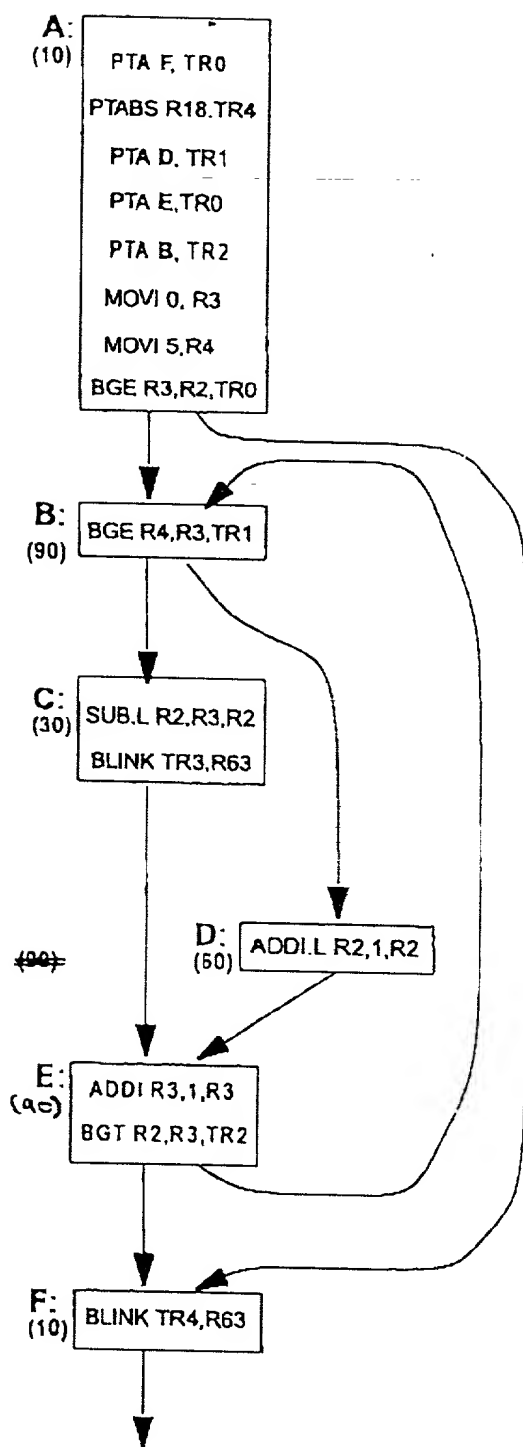 A:
(10)
PTA F, TR0
PTABS R18.TR4
PTA D, TR1
PTA E,TR0
PTA B, TR2
MOVI 0, R3
MOVI 5,R4
BGE R3,R2,TR0
B:
(90)
BGE R4,R3,TR1
C:
(30)
SUB.L R2,R3,R2
BLINK TR3,R63
D:
(60)
ADDI.L R2,1,R2
(90)
E:
(90)
ADDI R3,1,R3
BGT R2,R3,TR2
F:
(10)
BLINK TR4,R63